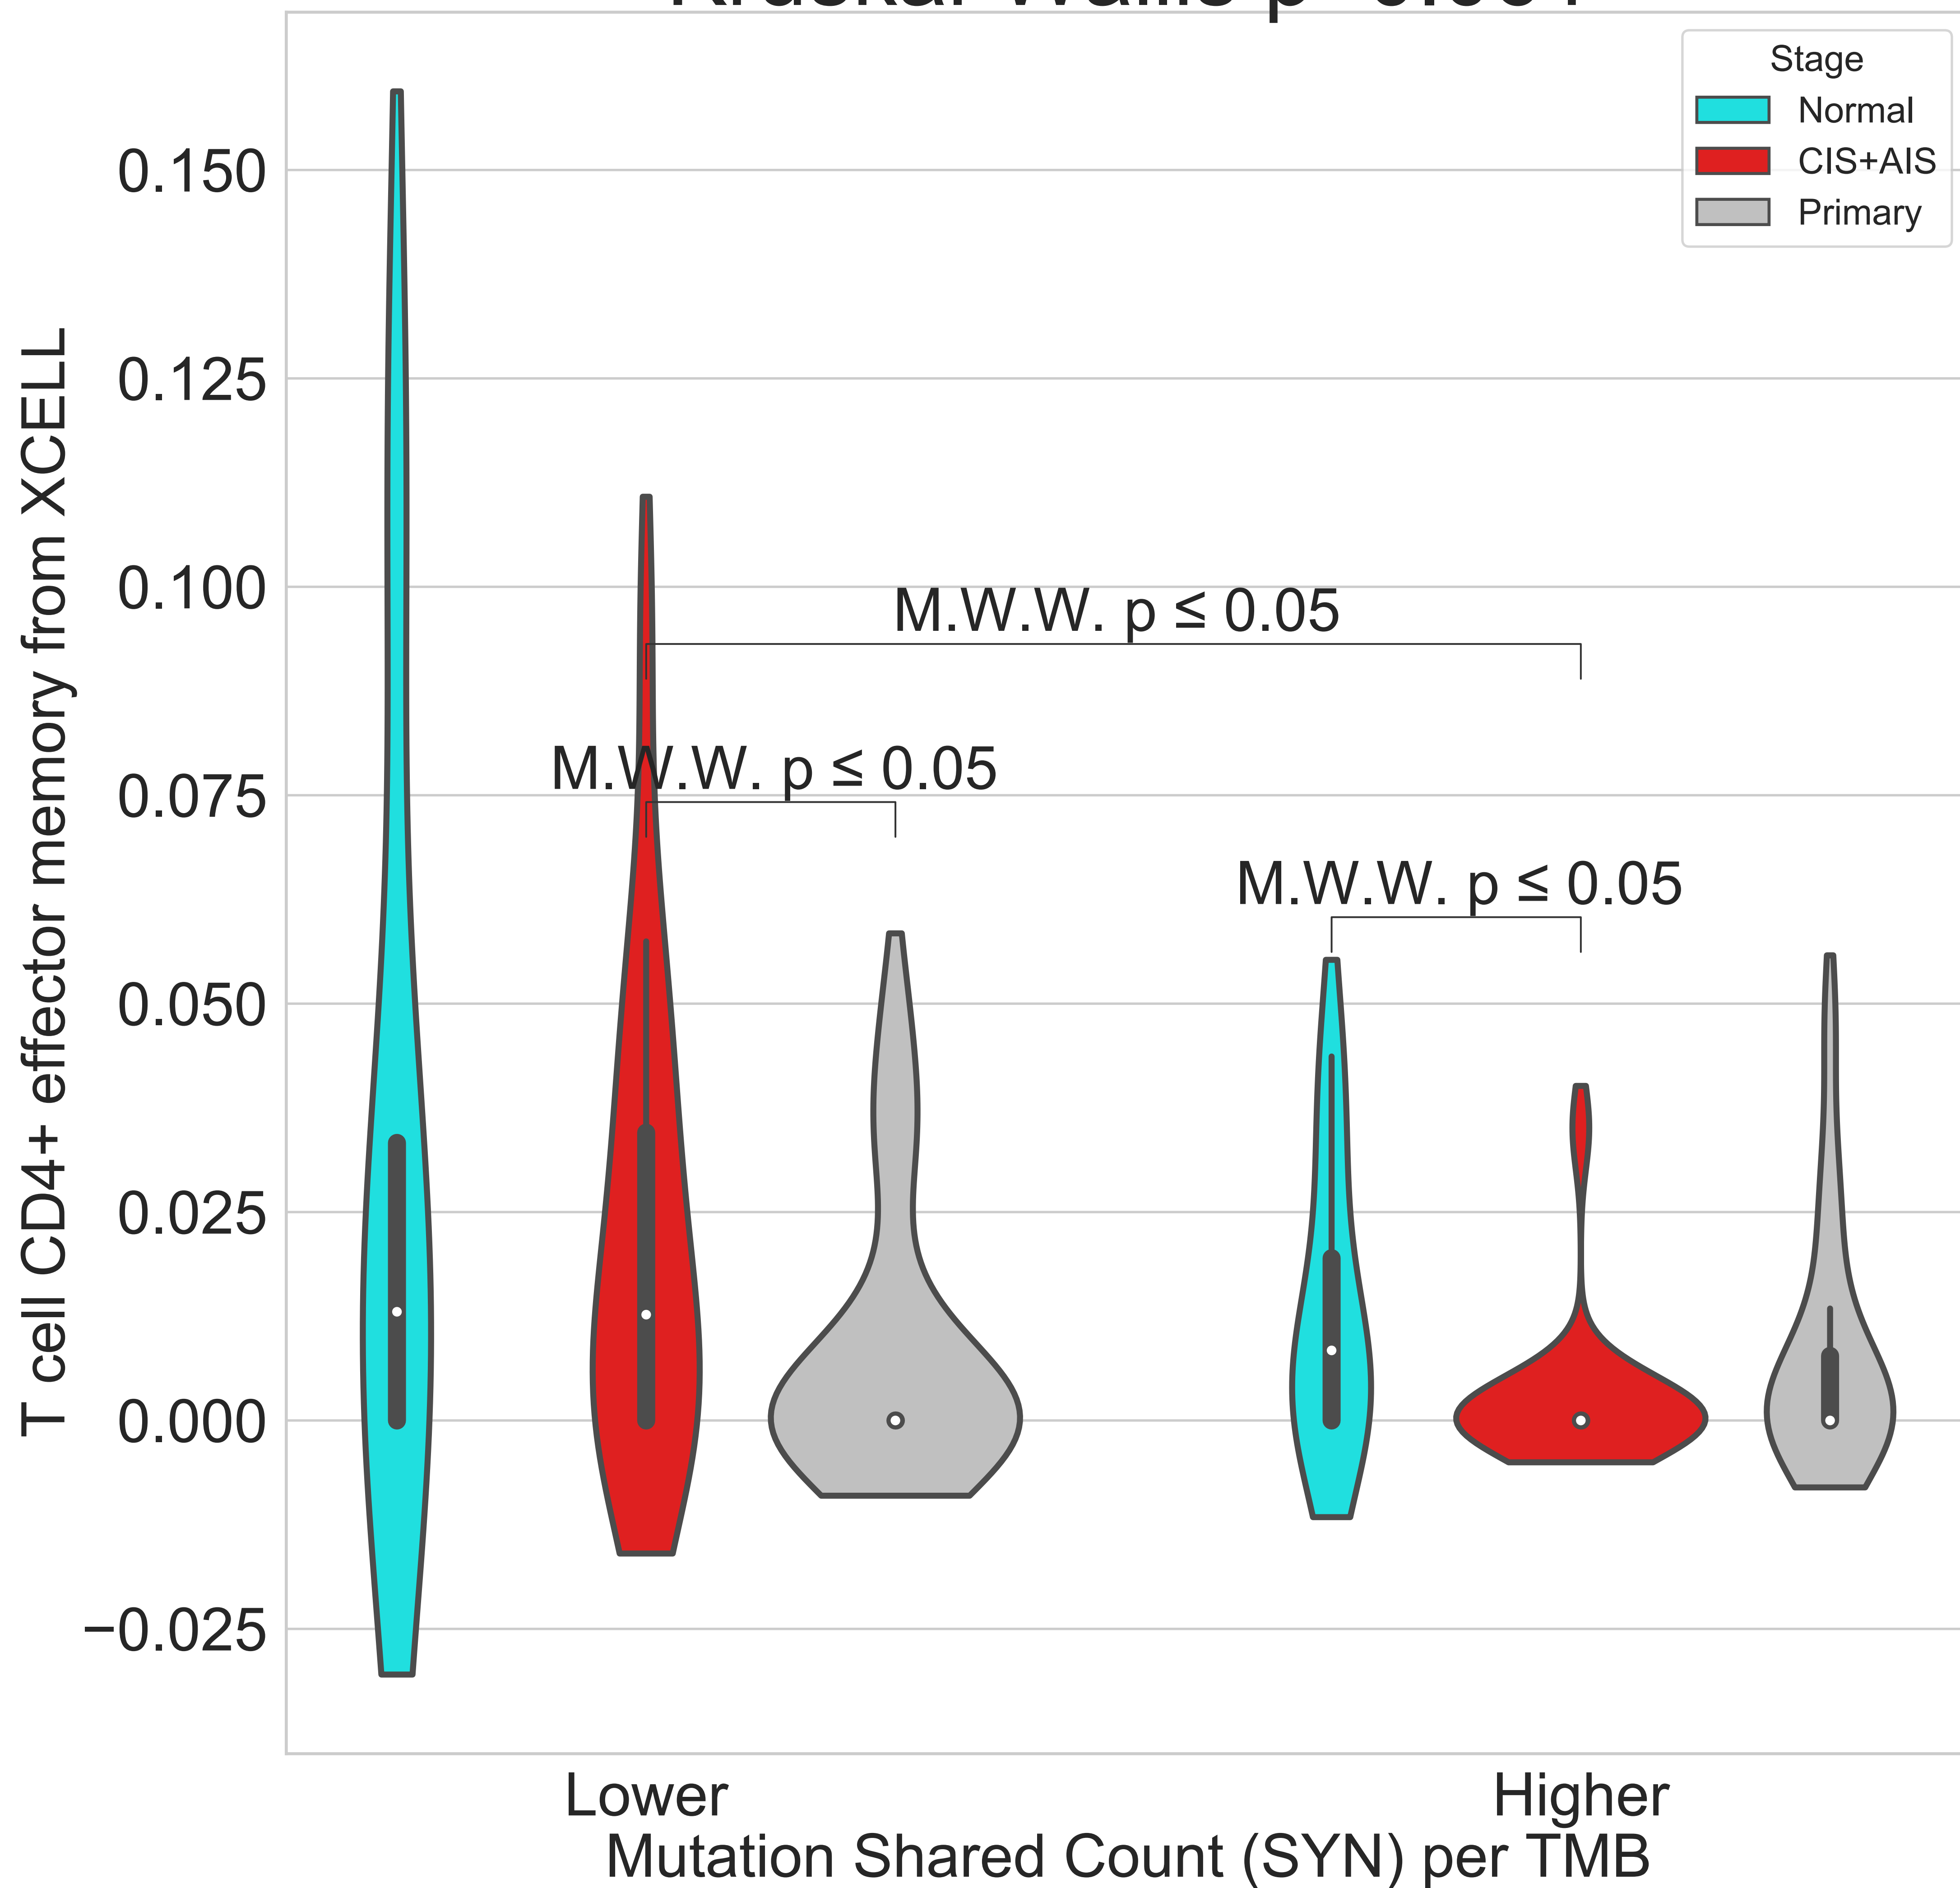 Stage
Normal
CIS+AIS
Primary
T cell CD4+ effector memory from XCELL
0.150
0.125
0.100
0.075
0.050
0.025
0.000
−0.025
M.W.W. p ≤ 0.05
M.W.W. p ≤ 0.05
M.W.W. p ≤ 0.05
Lower
Higher
Mutation Shared Count (SYN) per TMB